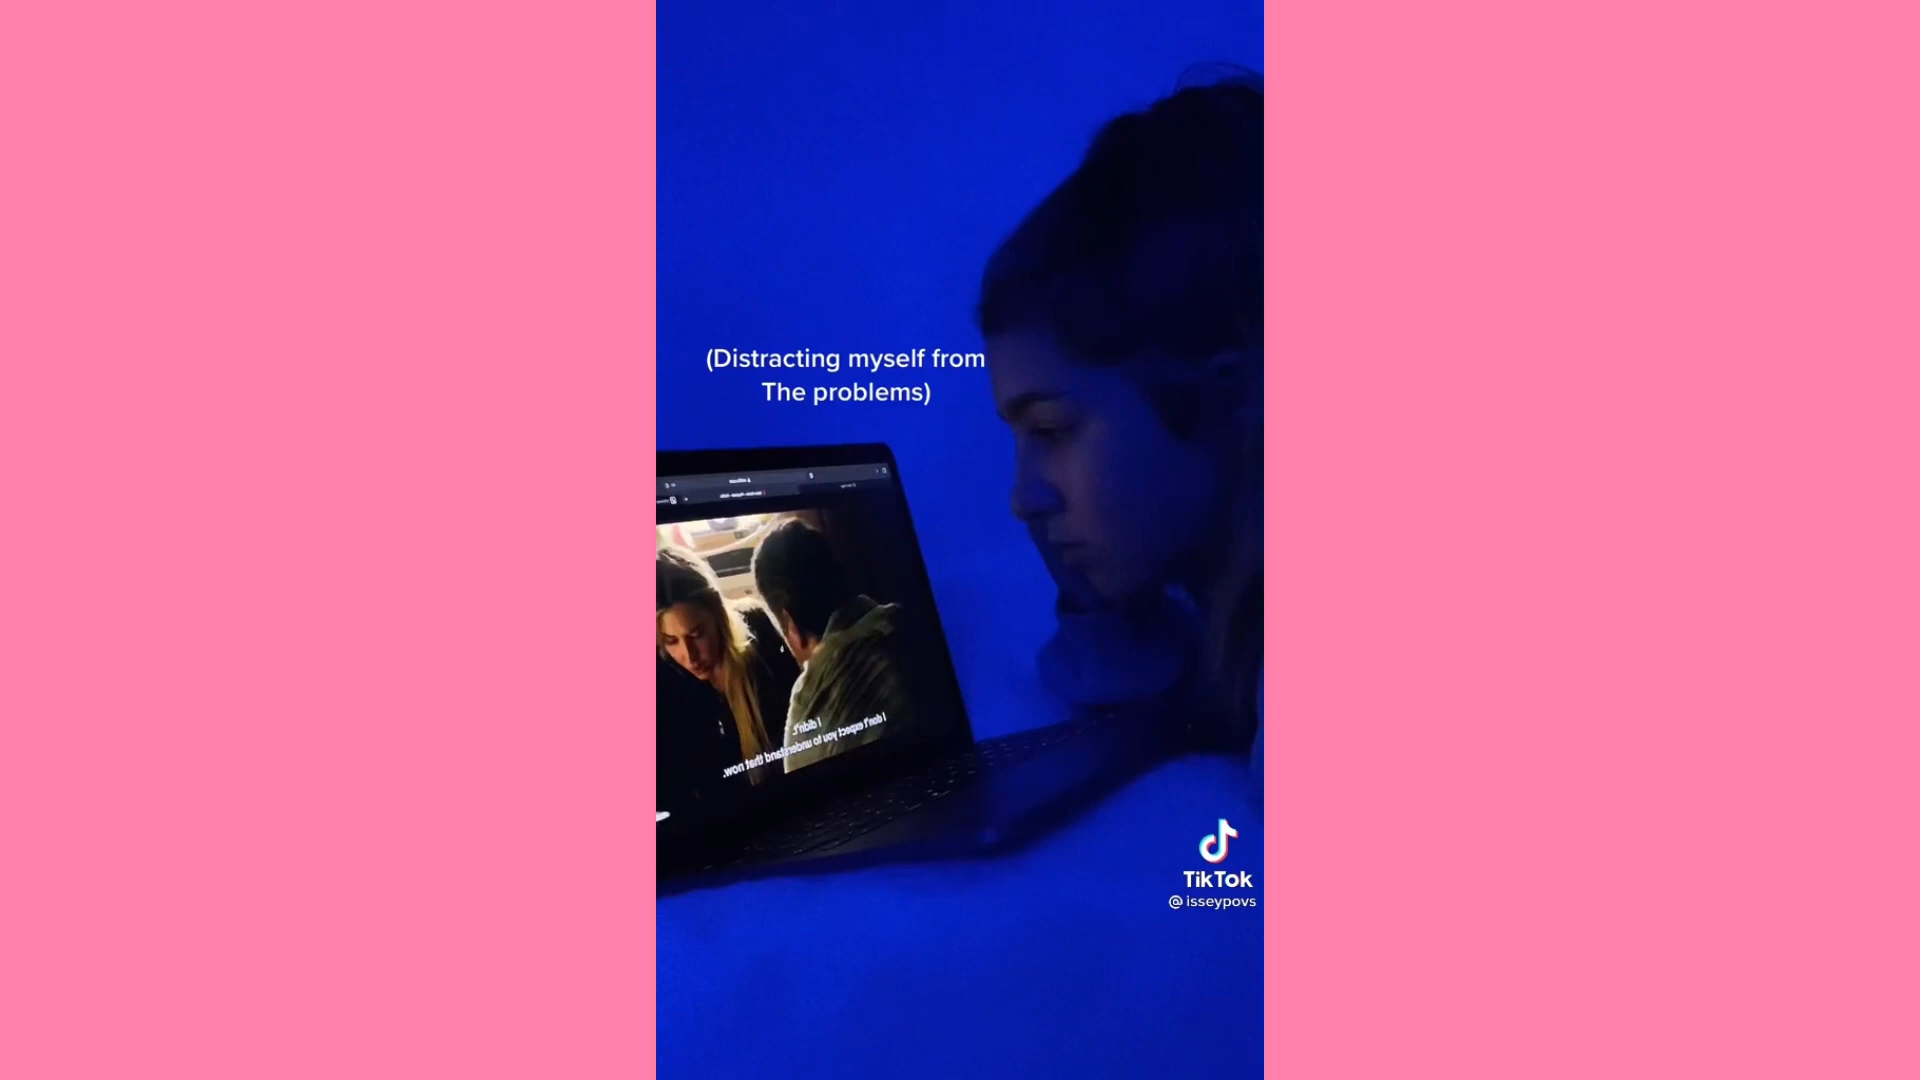 (Distracting myself from
The problems)
I didn't.
I don't expect you to understand that now.
TikTok
@isseypovs